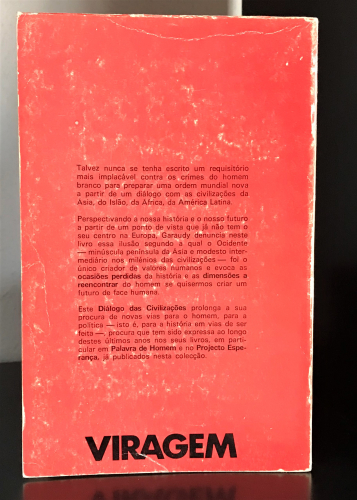 Talvez nunca se tenha escrito um requisitório
mais implacável contra os crimes do homem
branco para preparar uma ordem mundial nova
a partir de um diálogo com as civilizações da
Ásia, do Islão, da África, da América Latina.
Perspectivando a nossa história e o nosso futuro
a partir de um ponto de vista que já não tem o
seu centro na Europa, Garaudy denuncia neste
livro essa ilusão segundo a qual o Ocidente
— minúscula península da Ásia e modesto inter-
mediário nos milénios das civilizações — foi o
único criador de valores humanos e evoca as
ocasiões perdidas da história e as dimensões a
reencontrar do homem se quisermos criar um
futuro de face humana.
Este Diálogo das Civilizações prolonga a sua
procura de novas vias para o homem, para a
política — isto é, para a história em vias de ser
feita —, procura que tem sido expressa ao longo
destes últimos anos nos seus livros, em par-
ticular em Palavra de Homem e no Projecto Espe-
rança, já publicados nesta colecção.
VIRAGEM